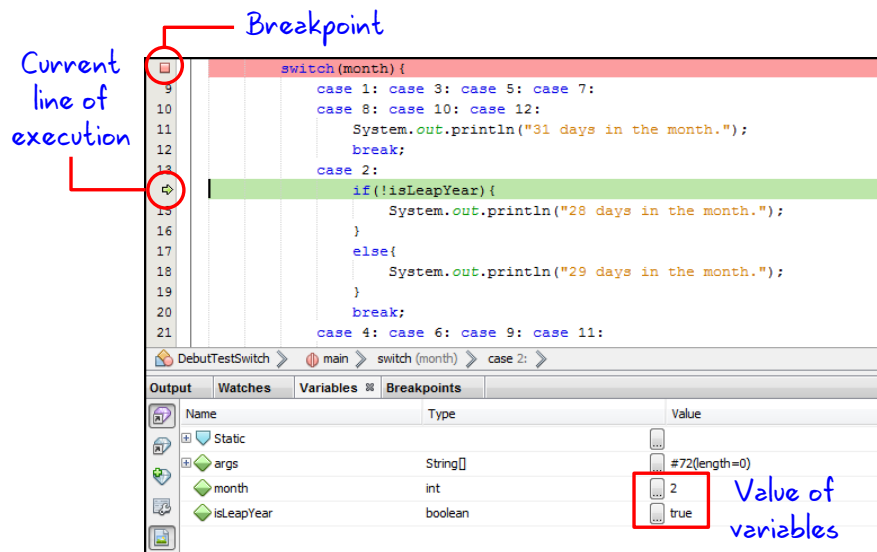 Breakpoint
Current
line of
execution
switch(month){
9 case 1: case 3: case 5: case 7:
10 case 8: case 10: case 12:
11 System.out.println("31 days in the month.");
12 break;
13 case 2:
if(!isLeapYear){
15 System.out.println("28 days in the month.");
16 }
17 else{
18 System.out.println("29 days in the month.");
19 }
20 break;
21 case 4: case 6: case 9: case 11:
DebutTestSwitch main switch (month) case 2:
Output Watches Variables Breakpoints
Name Type Value
Static ...
args String[] ... #72(length=0)
month int ... 2
isLeapYear boolean ... true
Value of
variables